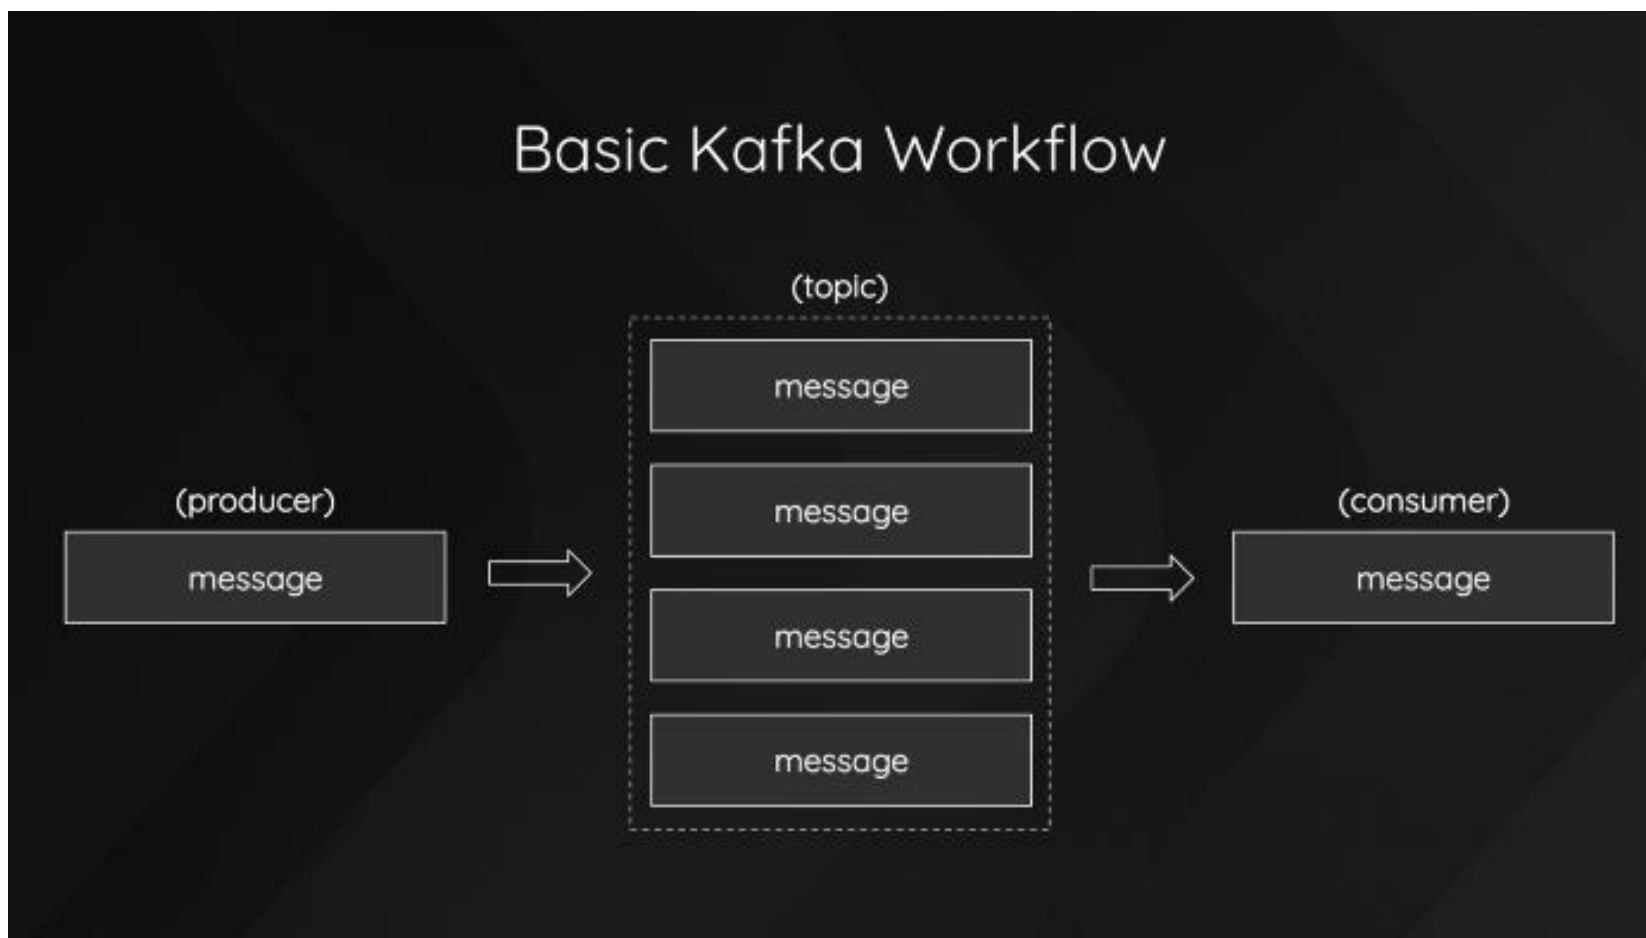 Basic Kafka Workflow
(topic)
message
message
message
message
(producer)
message
(consumer)
message